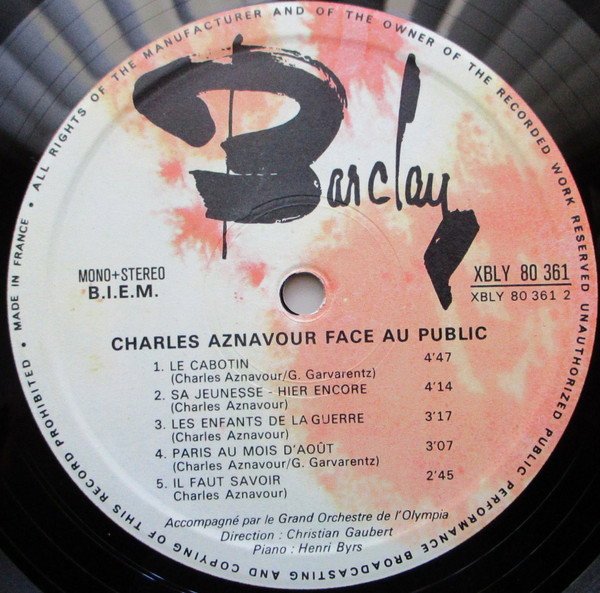 ALL RIGHTS OF THE MANUFACTURER AND OF THE OWNER OF THE RECORDED WORK RESERVED UNAUTHORIZED PUBLIC PERFORMANCE BROADCASTING AND COPYING OF THIS RECORD PROHIBITED • MADE IN FRANCE •
Barclay
MONO+STEREO
B.I.E.M.
XBLY 80 361
XBLY 80 361 2
CHARLES AZNAVOUR FACE AU PUBLIC
1. LE CABOTIN 4'47
(Charles Aznavour/G. Garvarentz)
2. SA JEUNESSE - HIER ENCORE 4'14
(Charles Aznavour)
3. LES ENFANTS DE LA GUERRE 3'17
(Charles Aznavour)
4. PARIS AU MOIS D'AOÛT 3'07
(Charles Aznavour/G. Garvarentz)
5. IL FAUT SAVOIR 2'45
Charles Aznavour)
Accompagné par le Grand Orchestre de l'Olympia
Direction : Christian Gaubert
Piano : Henri Byrs